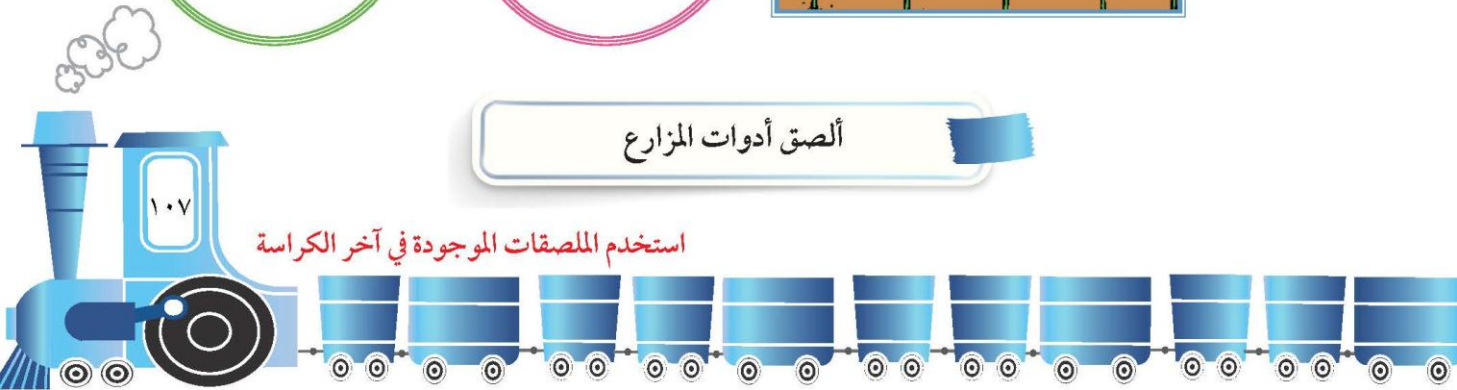 ألصق أدوات المزارع
١٠٧
استخدم الملصقات الموجودة في آخر الكراسة